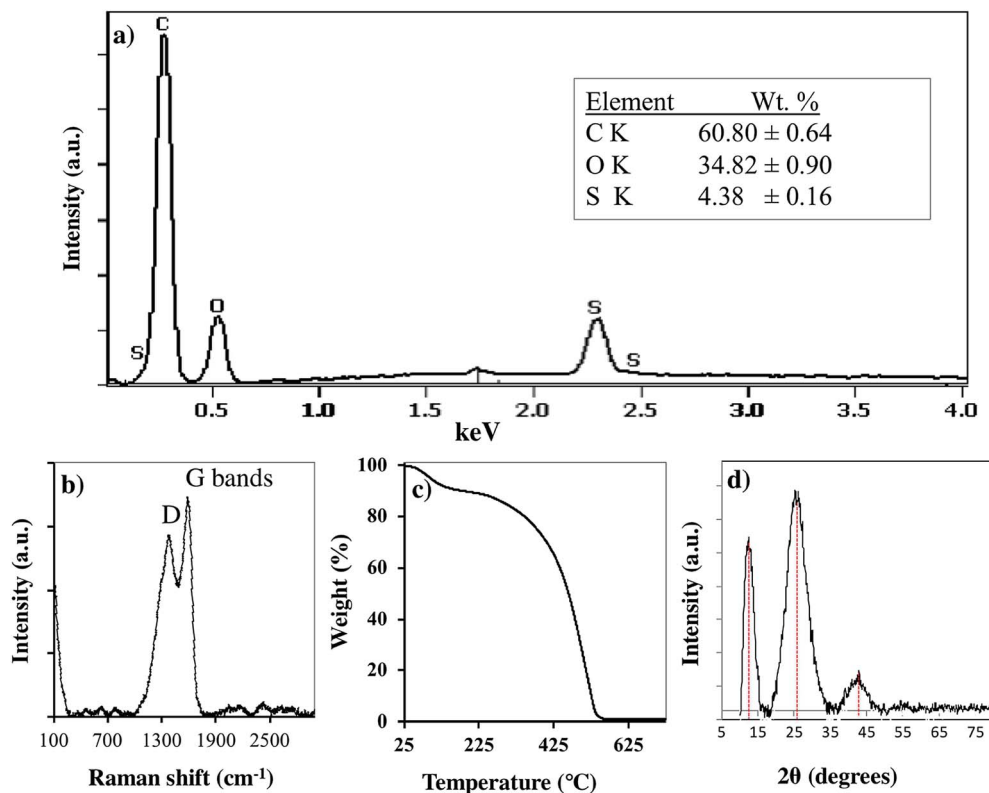 a)
C
O
S
S
S
Element Wt. %
C K 60.80 ± 0.64
O K 34.82 ± 0.90
S K 4.38 ± 0.16
Intensity (a.u.)
0.5 1.0 1.5 2.0 2.5 3.0 3.5 4.0
keV
b)
G bands
D
Intensity (a.u.)
100 700 1300 1900 2500
Raman shift (cm⁻¹)
c)
100
80
60
40
20
0
Weight (%)
25 225 425 625
Temperature (°C)
d)
Intensity (a.u.)
5 15 25 35 45 55 65 75
2θ (degrees)